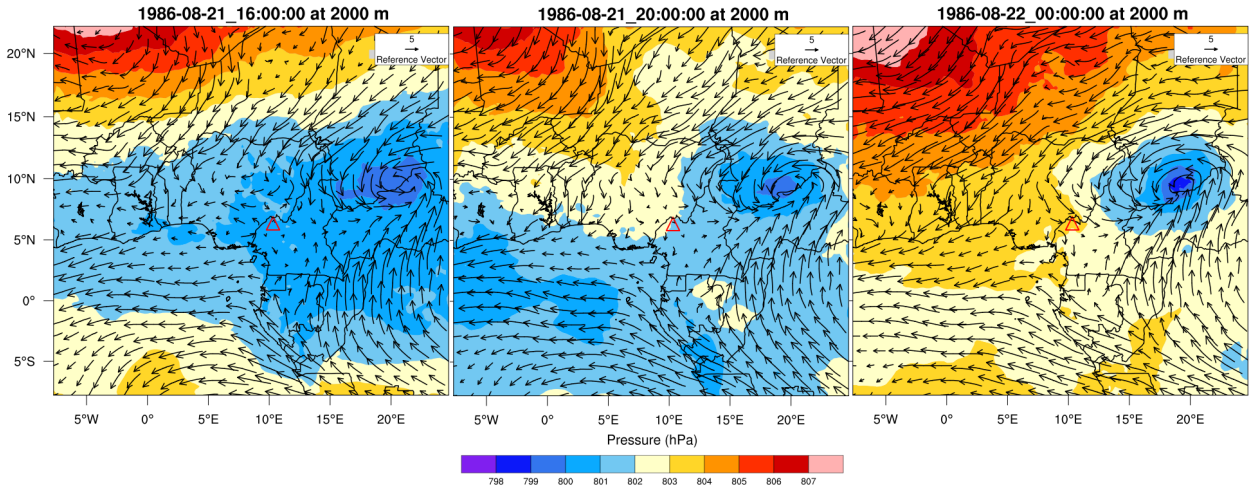 1986-08-21_16:00:00 at 2000 m
1986-08-21_20:00:00 at 2000 m
1986-08-22_00:00:00 at 2000 m
5
Reference Vector
5
Reference Vector
5
Reference Vector
20°N
15°N
10°N
5°N
0°
5°S
5°W 0° 5°E 10°E 15°E 20°E
5°W 0° 5°E 10°E 15°E 20°E
5°W 0° 5°E 10°E 15°E 20°E
Pressure (hPa)
798 799 800 801 802 803 804 805 806 807